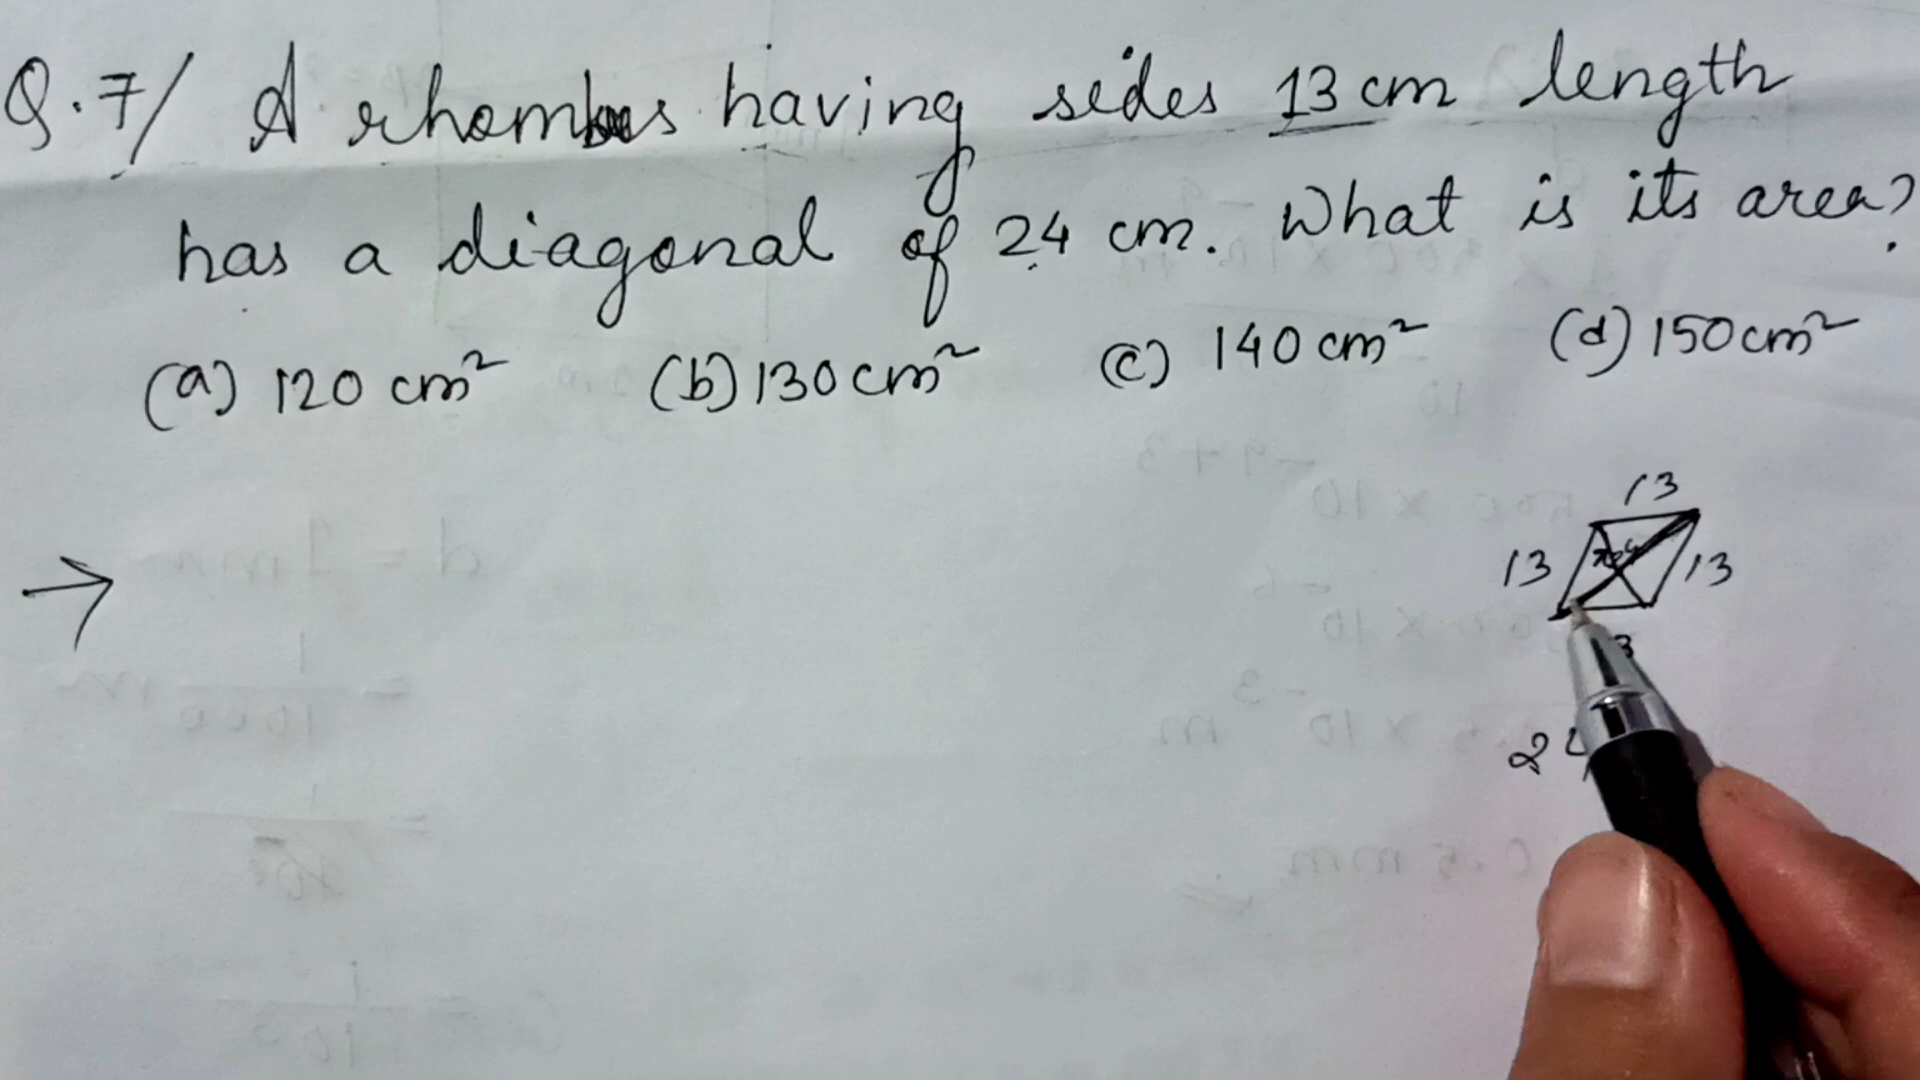 Q.7/ A rhombus having sides 13 cm length
has a diagonal of 24 cm. What is its area?
(a) 120 cm² (b) 130 cm² (c) 140 cm² (d) 150 cm²
13
13
13
→